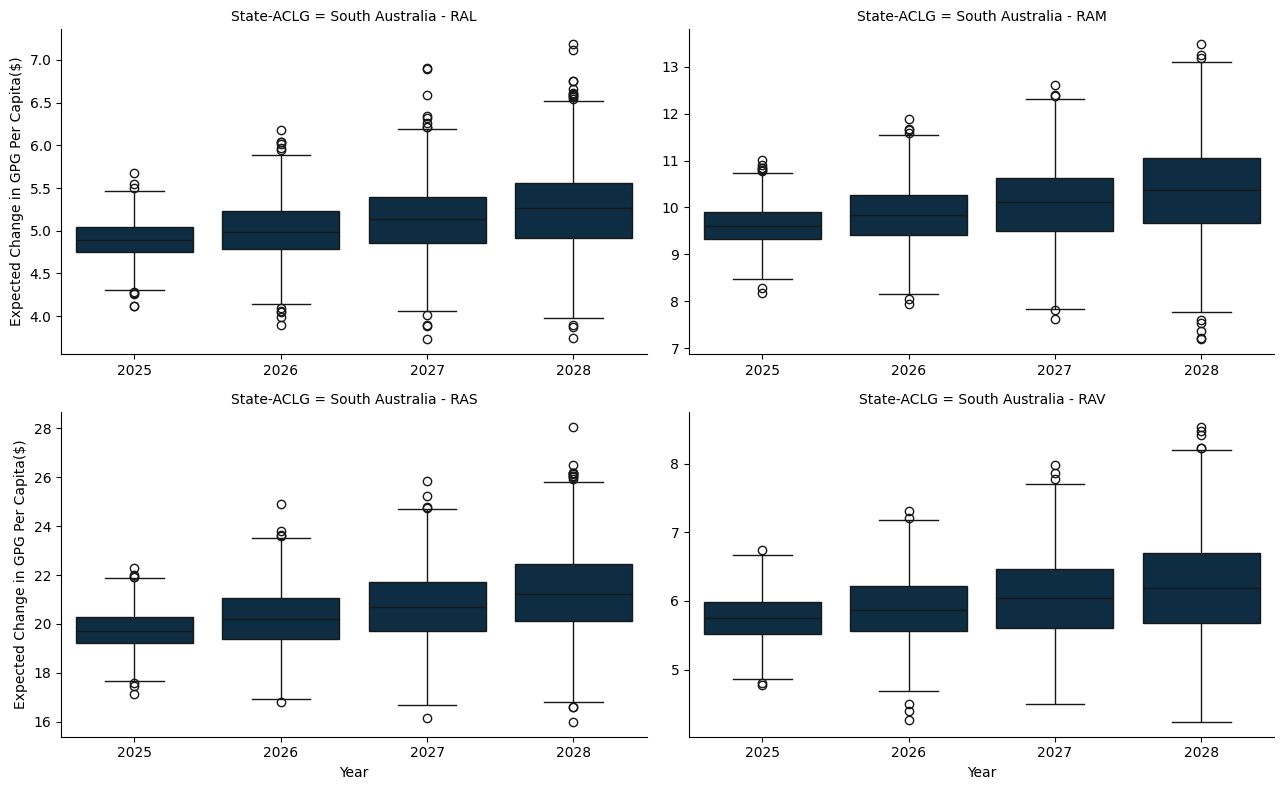 State-ACLG = South Australia - RAL
Expected Change in GPG Per Capita($)
7.0
6.5
6.0
5.5
5.0
4.5
4.0
2025 2026 2027 2028
State-ACLG = South Australia - RAM
13
12
11
10
9
8
7
2025 2026 2027 2028
State-ACLG = South Australia - RAS
Expected Change in GPG Per Capita($)
28
26
24
22
20
18
16
2025 2026 2027 2028
Year
State-ACLG = South Australia - RAV
8
7
6
5
2025 2026 2027 2028
Year